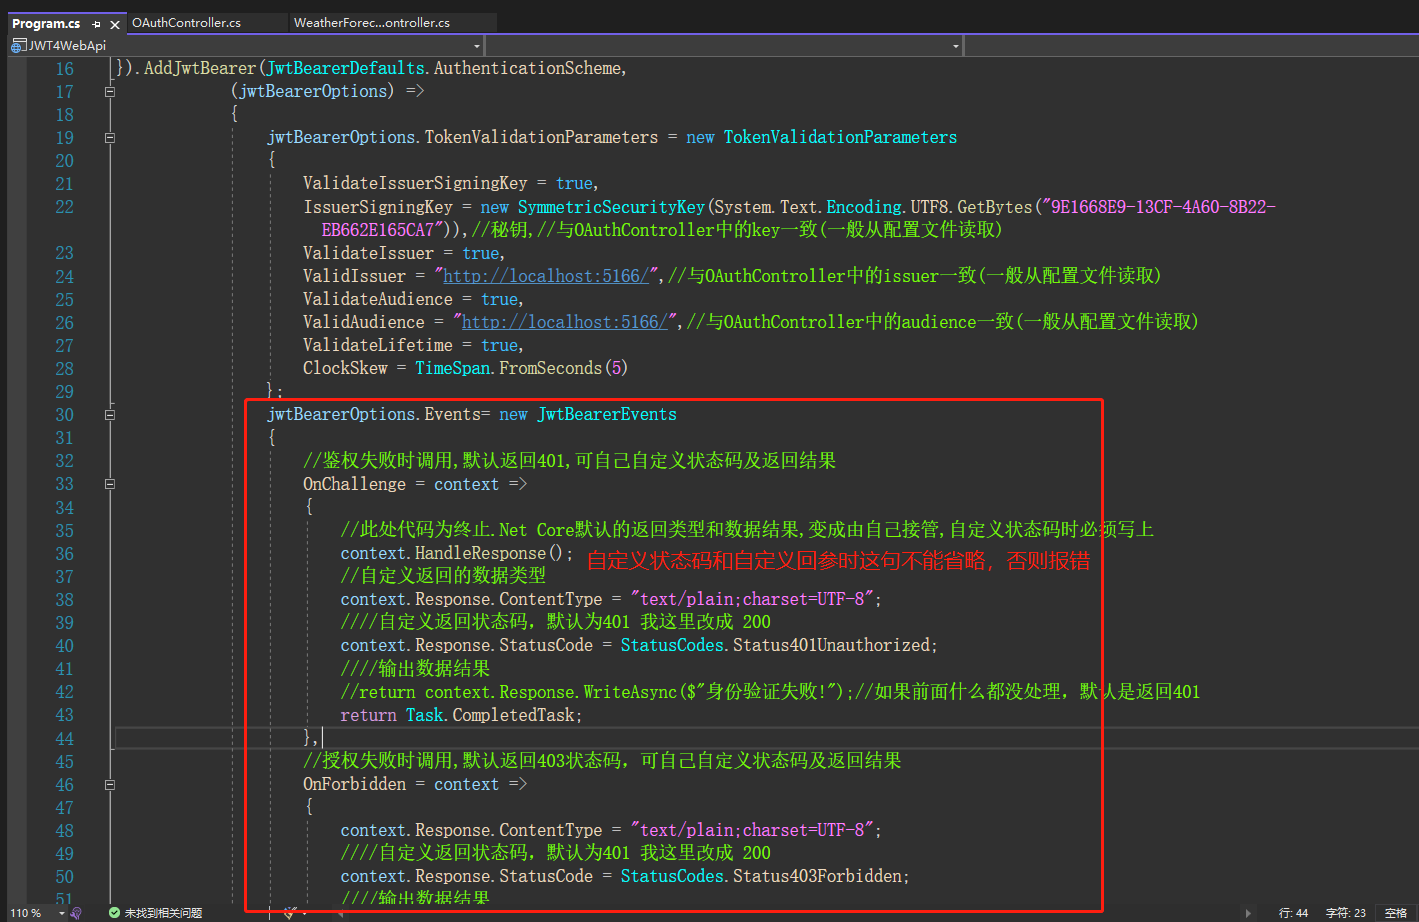 Program.cs
OAuthController.cs
WeatherForec...ontroller.cs
JWT4WebApi
16 }).AddJwtBearer(JwtBearerDefaults.AuthenticationScheme,
17 (jwtBearerOptions) =>
18 {
19 jwtBearerOptions.TokenValidationParameters = new TokenValidationParameters
20 {
21 ValidateIssuerSigningKey = true,
22 IssuerSigningKey = new SymmetricSecurityKey(System.Text.Encoding.UTF8.GetBytes("9E1668E9-13CF-4A60-8B22-
EB662E165CA7")),//秘钥,//与OAuthController中的key一致(一般从配置文件读取)
23 ValidateIssuer = true,
24 ValidIssuer = "http://localhost:5166/",//与OAuthController中的issuer一致(一般从配置文件读取)
25 ValidateAudience = true,
26 ValidAudience = "http://localhost:5166/",//与OAuthController中的audience一致(一般从配置文件读取)
27 ValidateLifetime = true,
28 ClockSkew = TimeSpan.FromSeconds(5)
29 };
30 jwtBearerOptions.Events= new JwtBearerEvents
31 {
32 //鉴权失败时调用,默认返回401,可自己自定义状态码及返回结果
33 OnChallenge = context =>
34 {
35 //此处代码为终止.Net Core默认的返回类型和数据结果,变成由自己接管,自定义状态码时必须写上
36 context.HandleResponse(); 自定义状态码和自定义回参时这句不能省略，否则报错
37 //自定义返回的数据类型
38 context.Response.ContentType = "text/plain;charset=UTF-8";
39 ////自定义返回状态码，默认为401 我这里改成 200
40 context.Response.StatusCode = StatusCodes.Status401Unauthorized;
41 ////输出数据结果
42 //return context.Response.WriteAsync($"身份验证失败!");//如果前面什么都没处理，默认是返回401
43 return Task.CompletedTask;
44 },
45 //授权失败时调用,默认返回403状态码，可自己自定义状态码及返回结果
46 OnForbidden = context =>
47 {
48 context.Response.ContentType = "text/plain;charset=UTF-8";
49 ////自定义返回状态码，默认为401 我这里改成 200
50 context.Response.StatusCode = StatusCodes.Status403Forbidden;
51 ////输出数据结果
110 % 未找到相关问题 行: 44 字符: 23 空格